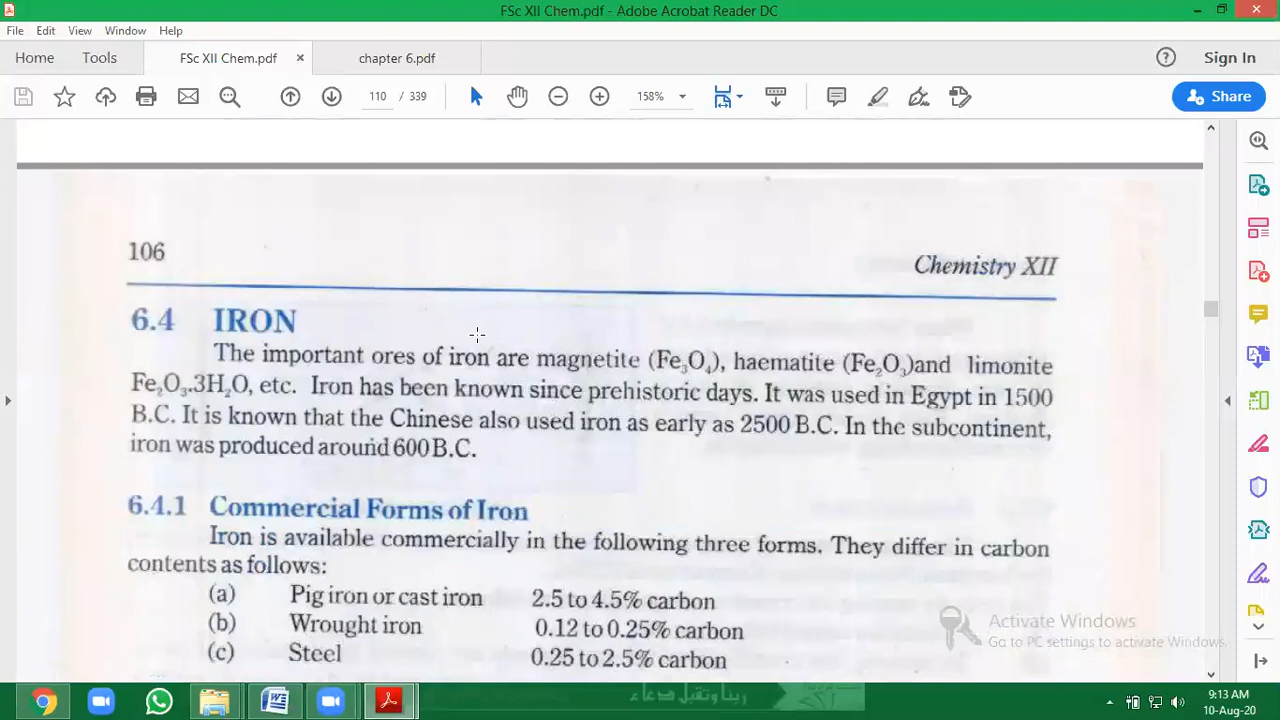 FSc XII Chem.pdf - Adobe Acrobat Reader DC
File Edit View Window Help
Home Tools FSc XII Chem.pdf × chapter 6.pdf Sign In
110 / 339 158% Share
106 Chemistry XII
6.4 IRON
The important ores of iron are magnetite (Fe₃O₄), haematite (Fe₂O₃)and limonite
Fe₂O₃.3H₂O, etc. Iron has been known since prehistoric days. It was used in Egypt in 1500
B.C. It is known that the Chinese also used iron as early as 2500 B.C. In the subcontinent,
iron was produced around 600 B.C.
6.4.1 Commercial Forms of Iron
Iron is available commercially in the following three forms. They differ in carbon
contents as follows:
(a) Pig iron or cast iron 2.5 to 4.5% carbon
(b) Wrought iron 0.12 to 0.25% carbon
(c) Steel 0.25 to 2.5% carbon
Activate Windows
Go to PC settings to activate Windows.
ربنا وتقبل دعاء
9:13 AM
10-Aug-20